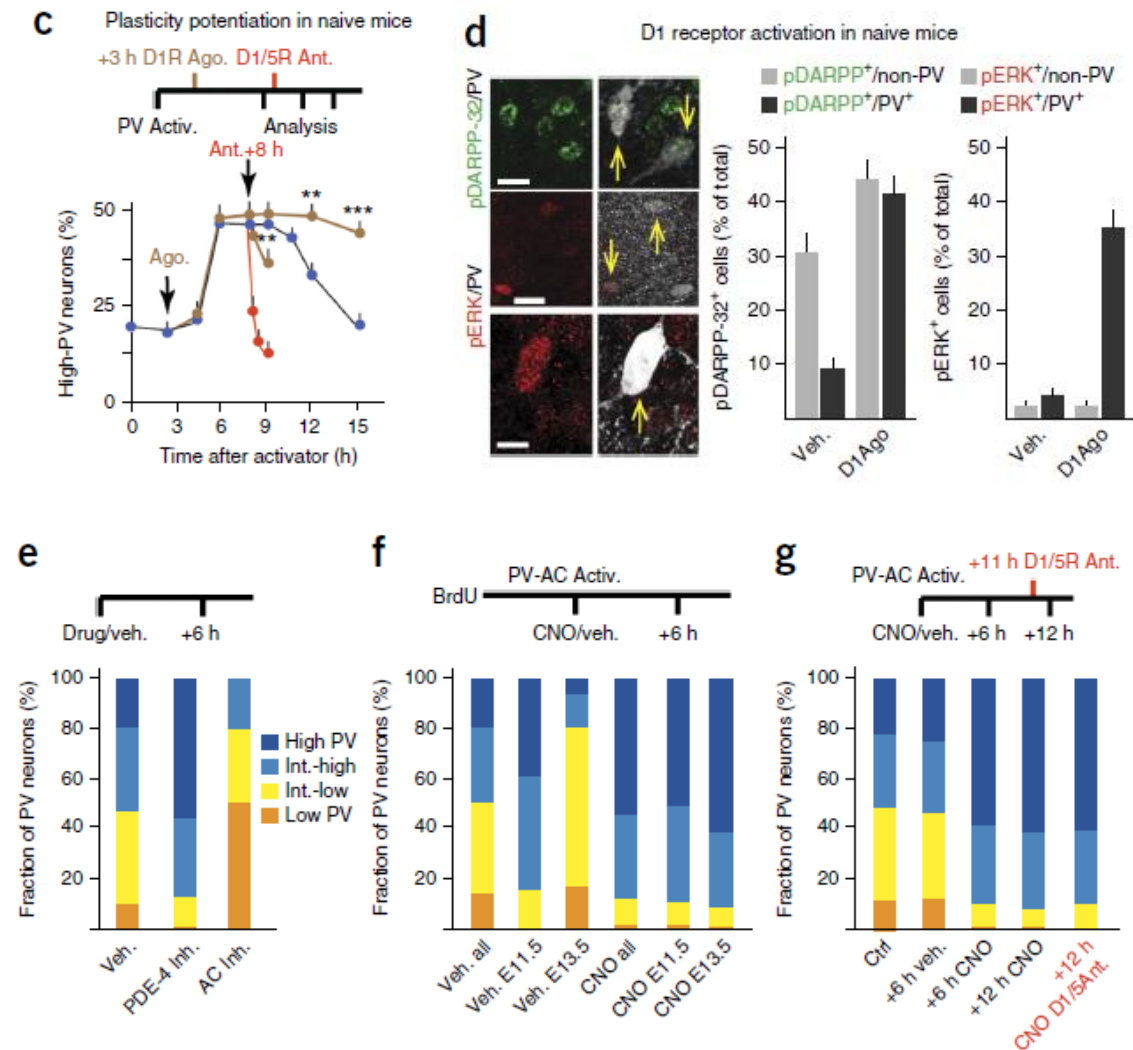 c
Plasticity potentiation in naive mice
+3 h D1R Ago. D1/5R Ant.
PV Activ. Analysis
Ant.+8 h
Ago.
**
***
**
High-PV neurons (%)
50
25
0
0 3 6 9 12 15
Time after activator (h)
d
D1 receptor activation in naive mice
pDARPP-32/PV
pERK/PV
pDARPP⁺/non-PV
pDARPP⁺/PV⁺
pERK⁺/non-PV
pERK⁺/PV⁺
pDARPP-32⁺ cells (% of total)
50
40
30
20
10
Veh.
D1Ago
pERK⁺ cells (% of total)
50
40
30
20
10
Veh.
D1Ago
e
Drug/veh. +6 h
Fraction of PV neurons (%)
100
80
60
40
20
High PV
Int.-high
Int.-low
Low PV
Veh.
PDE-4 Inh.
AC Inh.
f
PV-AC Activ.
BrdU
CNO/veh. +6 h
Fraction of PV neurons (%)
100
80
60
40
20
Veh. all
Veh. E11.5
Veh. E13.5
CNO all
CNO E11.5
CNO E13.5
g
+11 h D1/5R Ant.
PV-AC Activ.
CNO/veh. +6 h +12 h
Fraction of PV neurons (%)
100
80
60
40
20
Ctrl
+6 h veh.
+6 h CNO
+12 h CNO
+12 h
CNO D1/5Ant.